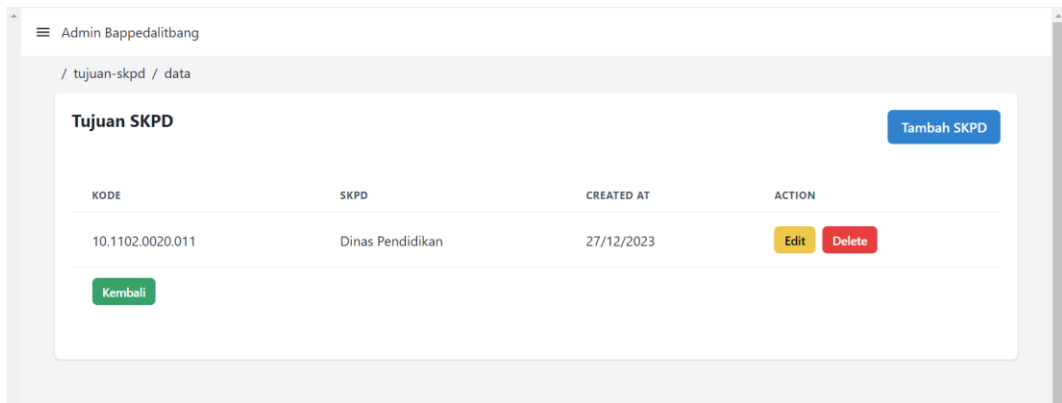 Admin Bappedalitbang
/ tujuan-skpd / data
Tujuan SKPD
Tambah SKPD
KODE SKPD CREATED AT ACTION
10.1102.0020.011 Dinas Pendidikan 27/12/2023 Edit Delete
Kembali